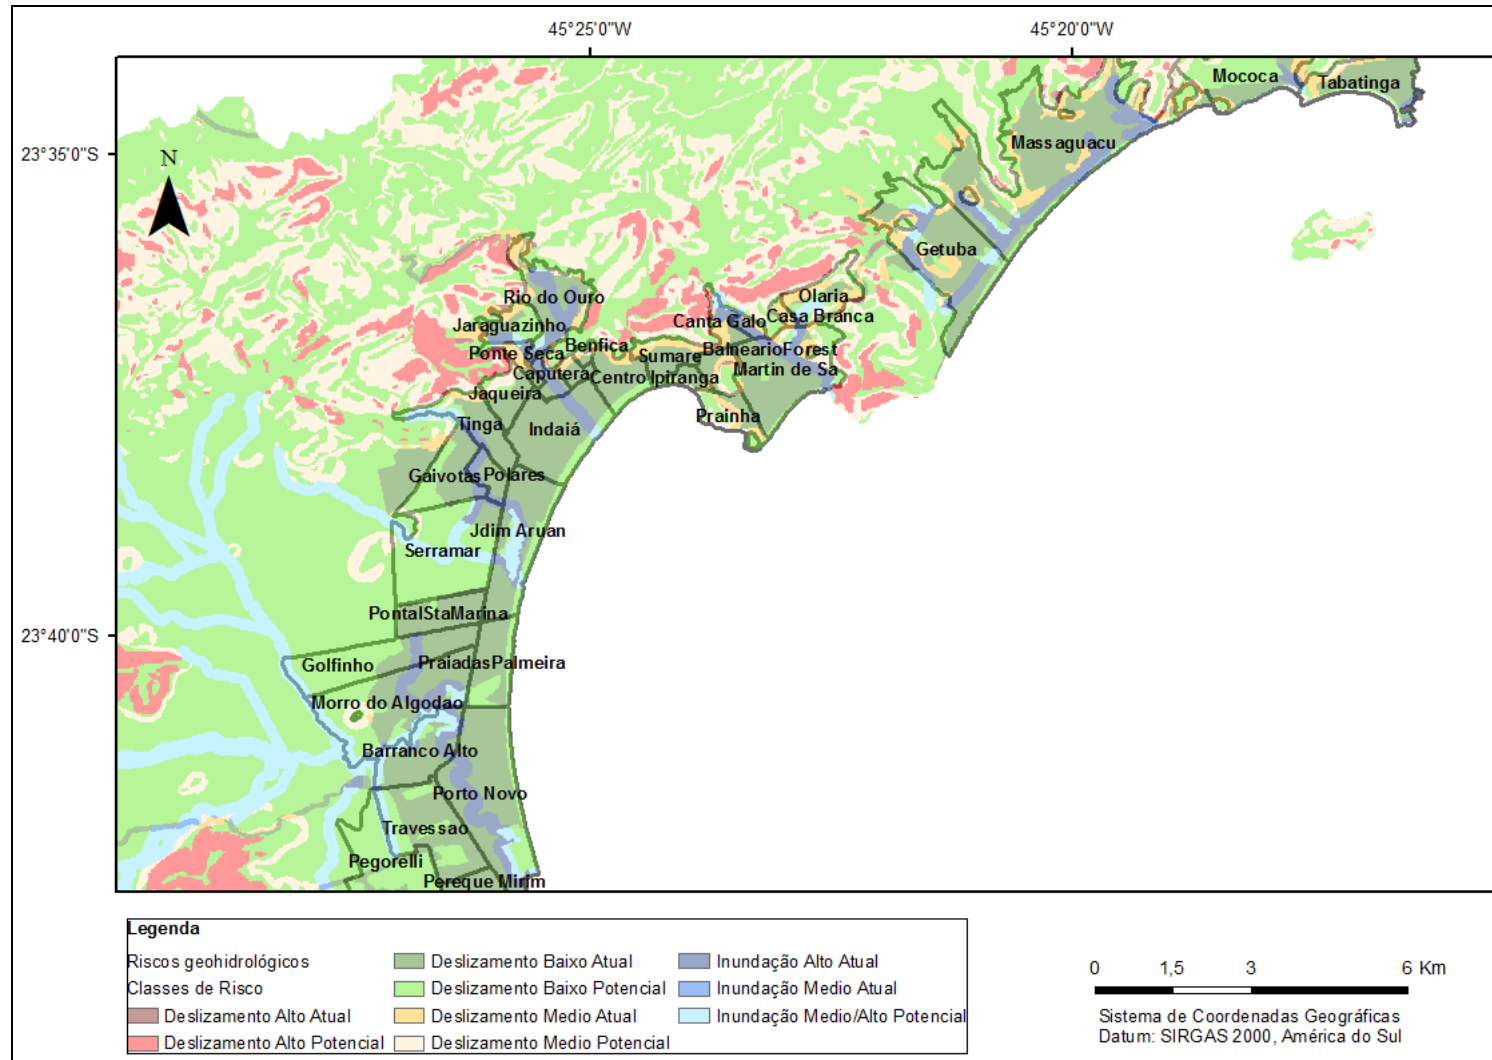 45°25'0"W 45°20'0"W
23°35'0"S
23°40'0"S
N
Mococa
Tabatinga
Massaguacu
Getuba
Rio do Ouro
Olaria
Casa Branca
Canta Galo
Jaraguazinho
Benfica
Ponte Seca
Sumare
Balneario Forest
Martin de Sa
Caputera
Centro Ipiranga
Jaqueira
Prainha
Tinga
Indaiá
Gaivotas
Polares
Jdim Aruan
Serramar
PontalStaMarina
Golfinho
PraiadasPalmeira
Morro do Algodao
Barranco Alto
Porto Novo
Travessao
Pegorelli
Pereque Mirim
Legenda
Riscos geohidrológicos
Classes de Risco
Deslizamento Alto Atual
Deslizamento Alto Potencial
Deslizamento Baixo Atual
Deslizamento Baixo Potencial
Deslizamento Medio Atual
Deslizamento Medio Potencial
Inundação Alto Atual
Inundação Medio Atual
Inundação Medio/Alto Potencial
0 1,5 3 6 Km
Sistema de Coordenadas Geográficas
Datum: SIRGAS 2000, América do Sul